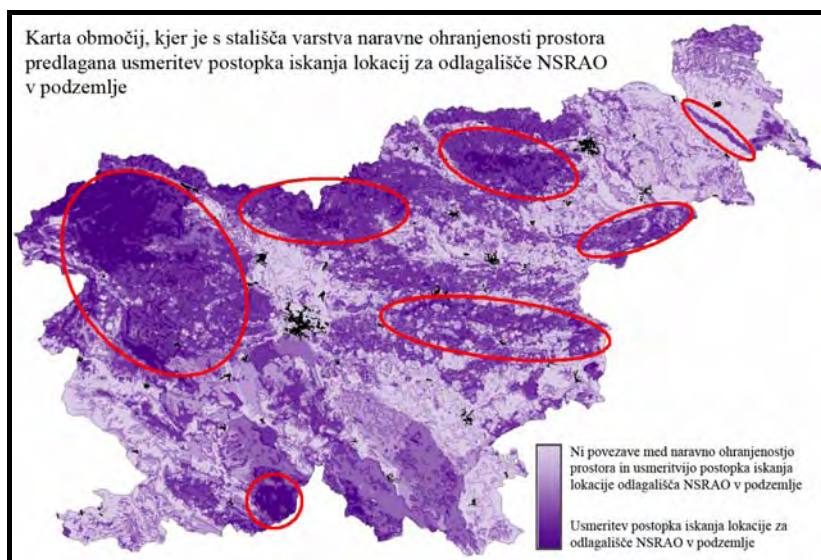 Karta območij, kjer je s stališča varstva naravne ohranjenosti prostora
predlagana usmeritev postopka iskanja lokacij za odlagališče NSRAO
v podzemlje
Ni povezave med naravno ohranjenostjo
prostora in usmeritvijo postopka iskanja
lokacije odlagališča NSRAO v podzemlje
Usmeritev postopka iskanja lokacije za
odlagališče NSRAO v podzemlje